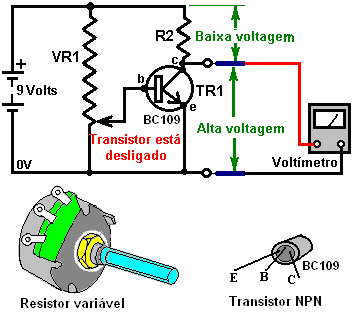 R2
Baixa voltagem
VR1
c
+
b
9 Volts
TR1
e
BC109
Alta voltagem
Transistor está
desligado
Voltímetro
0V
E
B
C
BC109
Resistor variável
Transistor NPN